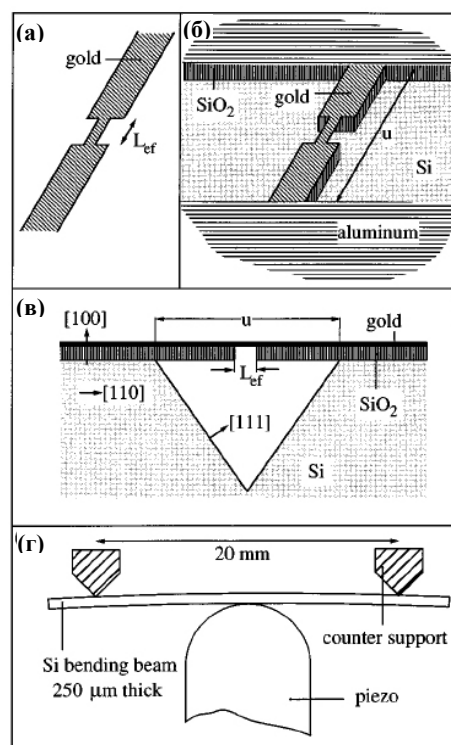 (а)
gold
L_ef
(б)
SiO₂
gold
u
Si
aluminum
(в)
[100]
u
gold
L_ef
[110]
[111]
SiO₂
Si
(г)
20 mm
counter support
Si bending beam
250 µm thick
piezo